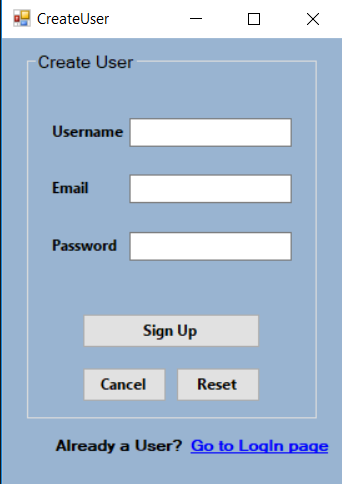 CreateUser
Create User
Username
Email
Password
Sign Up
Cancel Reset
Already a User? Go to LogIn page